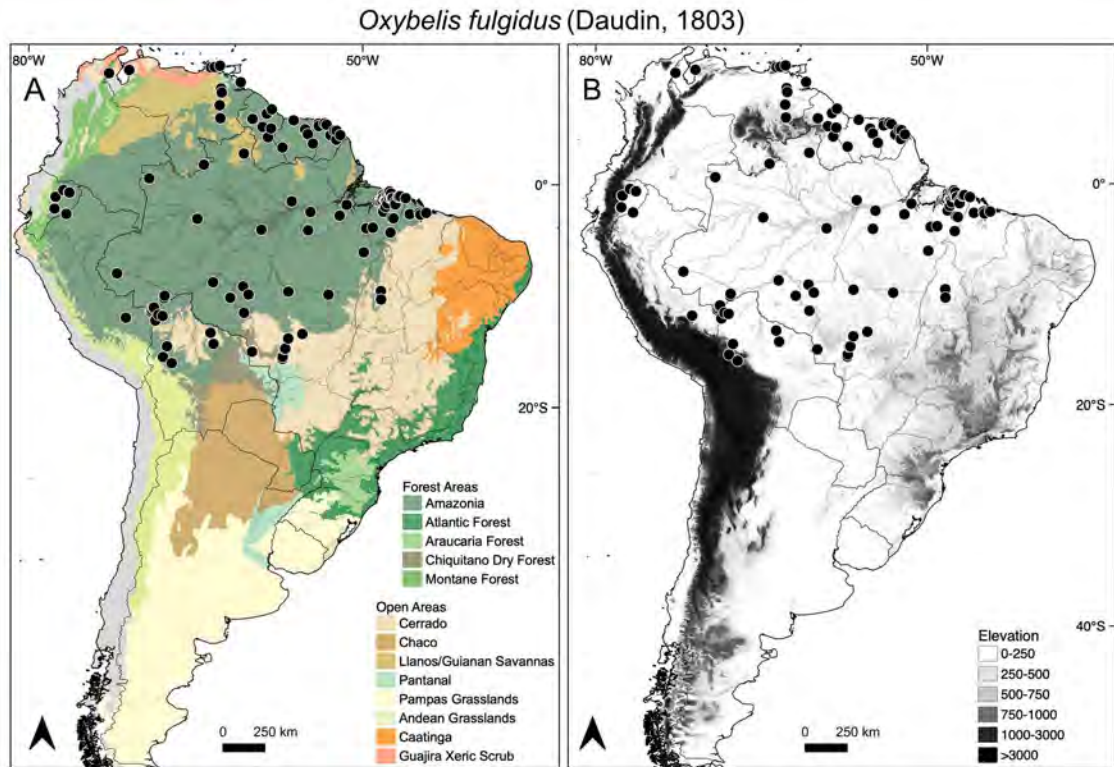 Oxybelis fulgidus (Daudin, 1803)
A
80°W
50°W
0°
20°S
Forest Areas
Amazonia
Atlantic Forest
Araucaria Forest
Chiquitano Dry Forest
Montane Forest
Open Areas
Cerrado
Chaco
Llanos/Guianan Savannas
Pantanal
Pampas Grasslands
Andean Grasslands
Caatinga
Guajira Xeric Scrub
0 250 km
B
80°W
50°W
0°
20°S
40°S
Elevation
0-250
250-500
500-750
750-1000
1000-3000
>3000
0 250 km